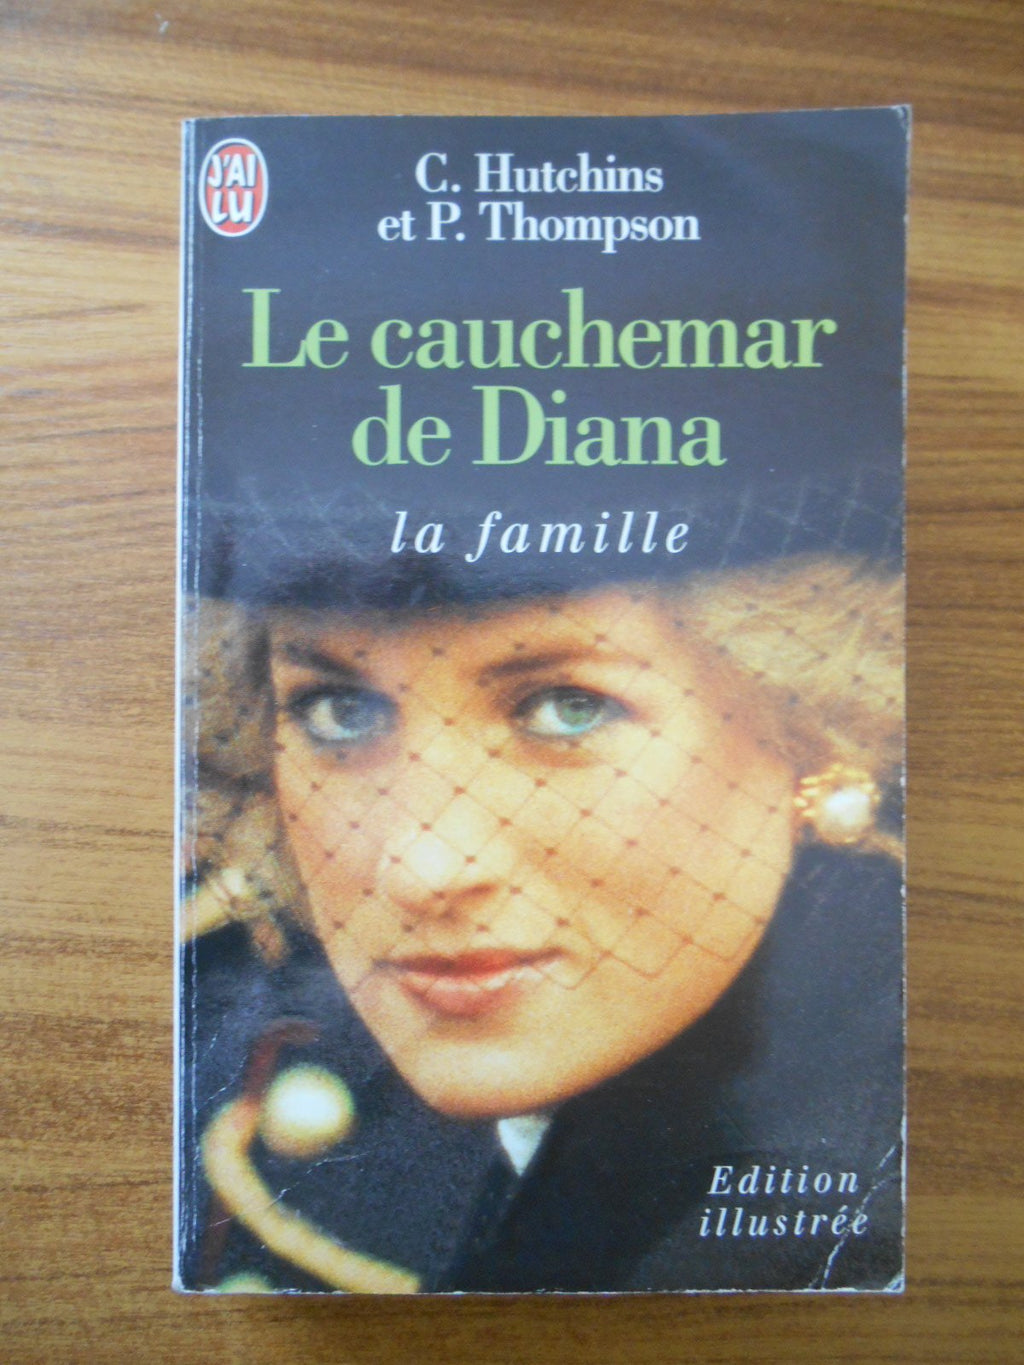 J'AI
LU
C. Hutchins
et P. Thompson
Le cauchemar
de Diana
la famille
Edition
illustrée